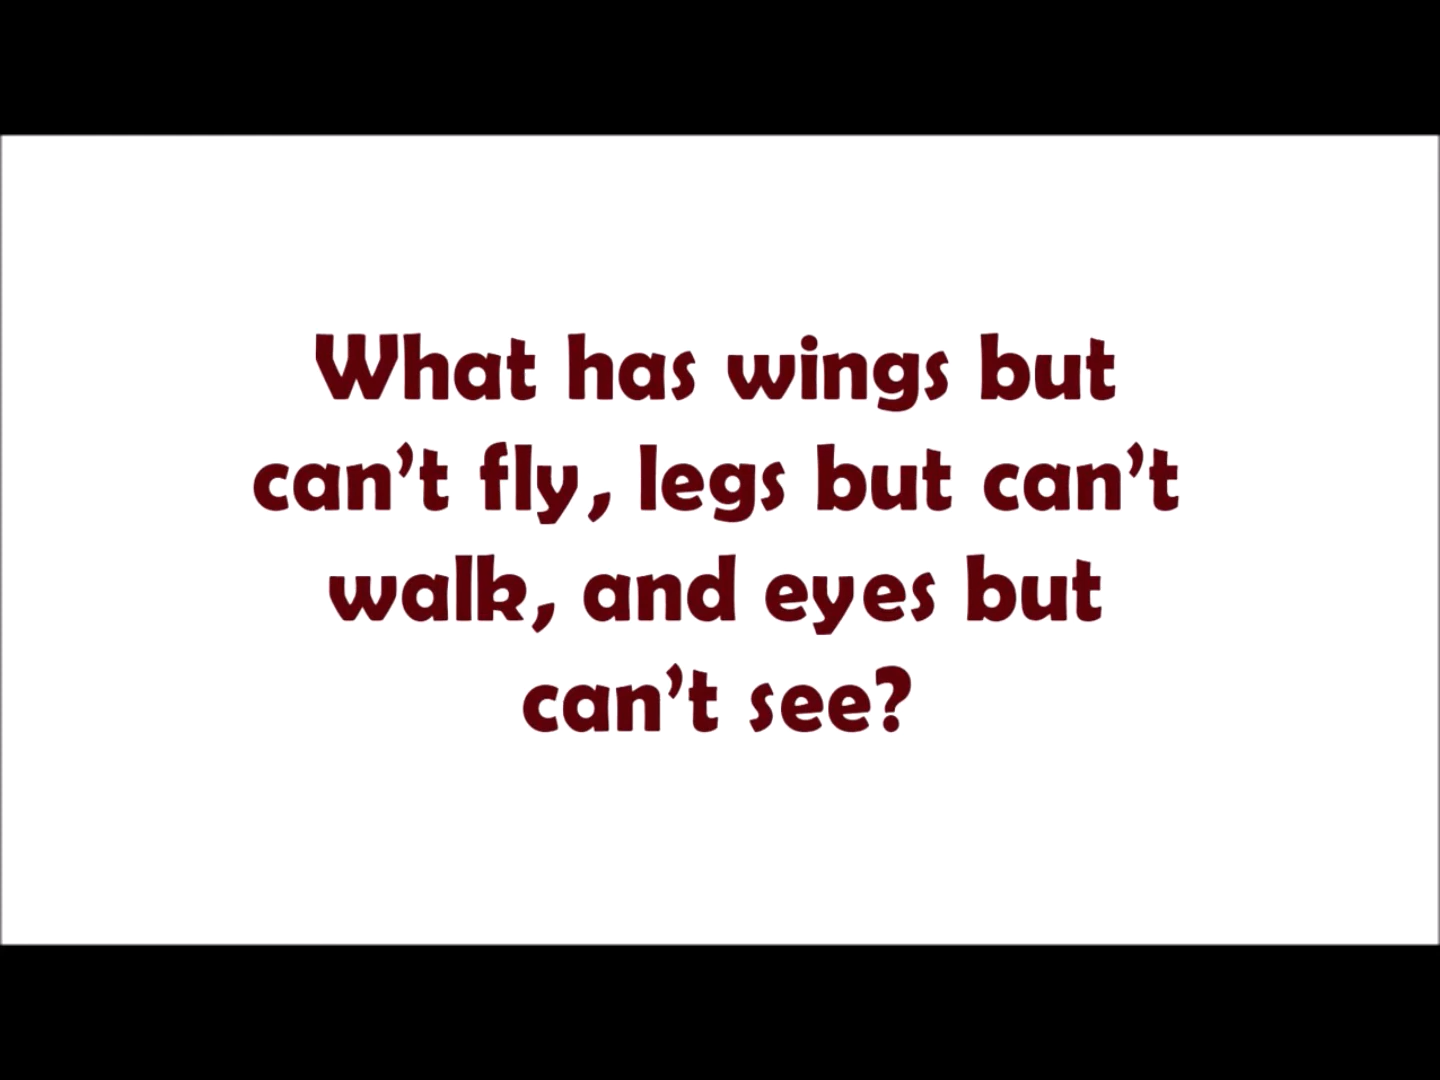 What has wings but
can’t fly, legs but can’t
walk, and eyes but
can’t see?